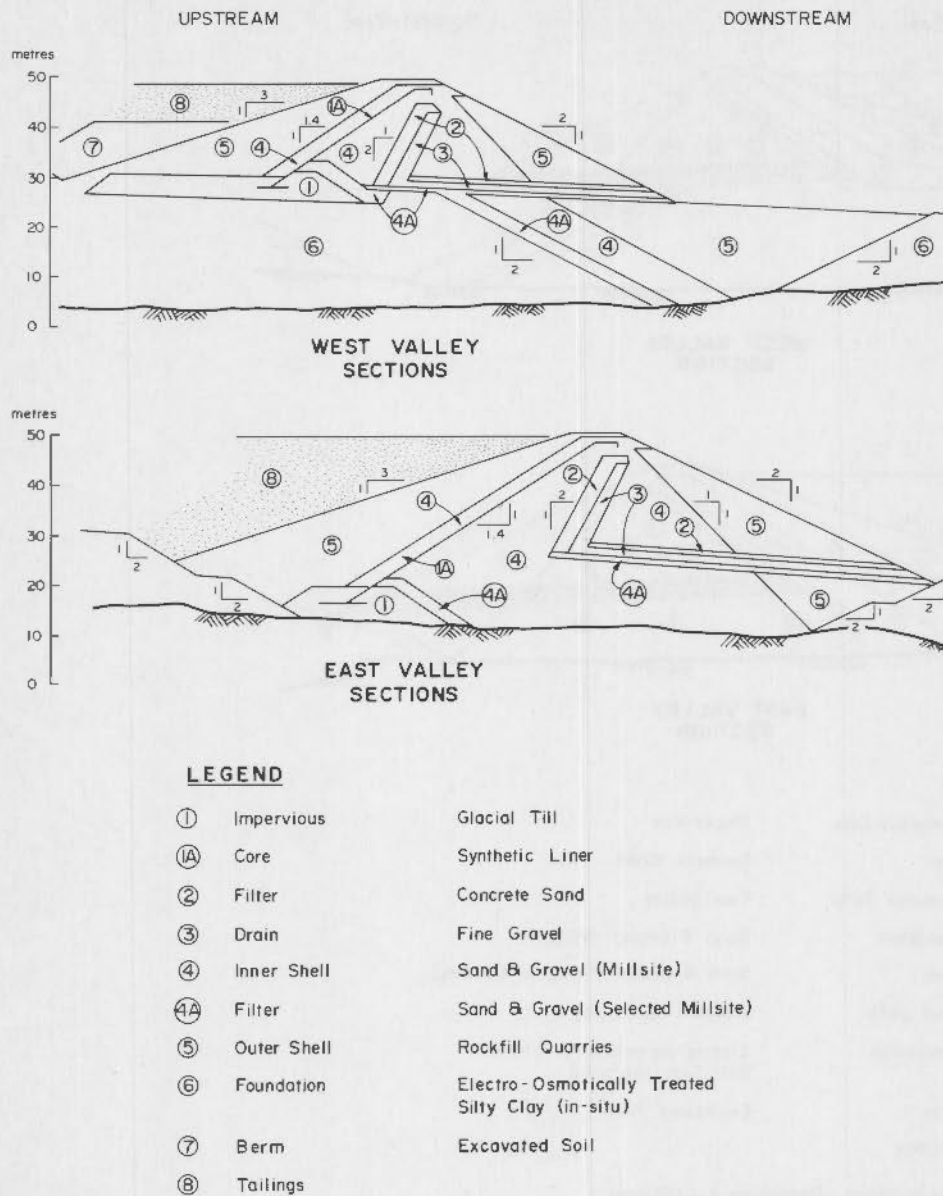 UPSTREAM DOWNSTREAM
metres
50
40
30
20
10
0
8 1 3 1A 1 1.4 2 1 2 1
7 5 4 4 1 2 3 5
1
4A 4A 4 5 6
6 1 2 1 2
WEST VALLEY
SECTIONS
metres
50
40
30
20
10
0
8 1 3 4 2 1 2 2 1
1 1.4 3 4 1 1 5
5 4 2
1 2 1A
1 2 1 4A 4A 5 1 2 2
EAST VALLEY
SECTIONS
LEGEND
1 Impervious Glacial Till
1A Core Synthetic Liner
2 Filter Concrete Sand
3 Drain Fine Gravel
4 Inner Shell Sand & Gravel (Millsite)
4A Filter Sand & Gravel (Selected Millsite)
5 Outer Shell Rockfill Quarries
6 Foundation Electro-Osmotically Treated
Silty Clay (in-situ)
7 Berm Excavated Soil
8 Tailings